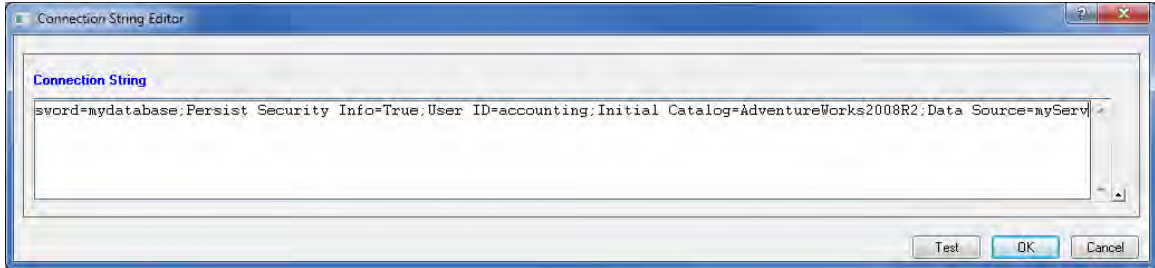 Connection String Editor
?
X
Connection String
sword=mydatabase;Persist Security Info=True;User ID=accounting;Initial Catalog=AdventureWorks2008R2;Data Source=myServ
Test OK Cancel